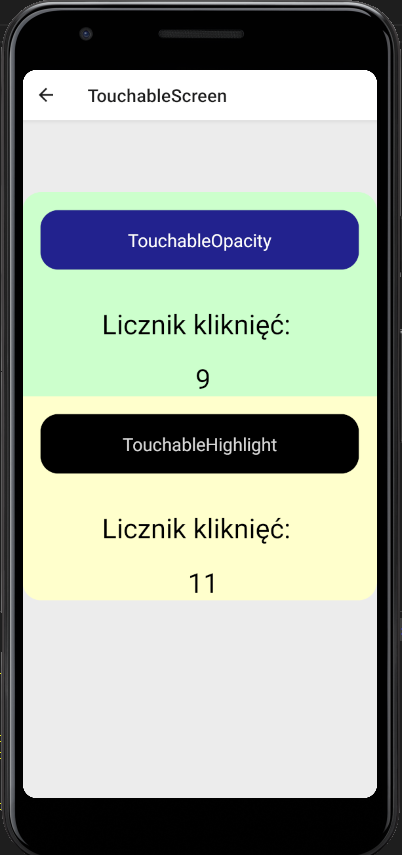 TouchableScreen
TouchableOpacity
Licznik kliknięć:
9
TouchableHighlight
Licznik kliknięć:
11